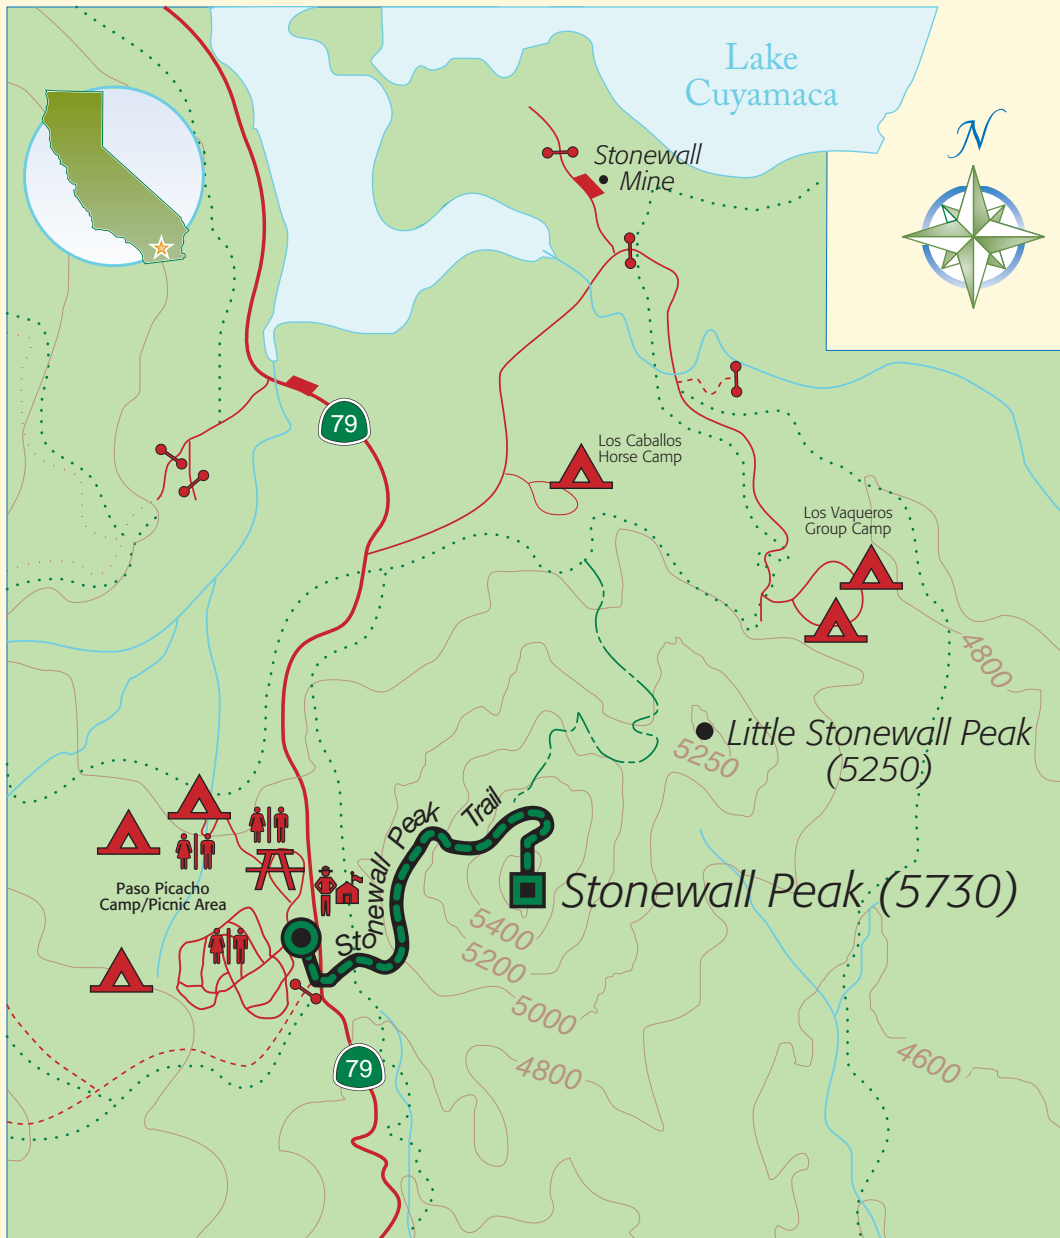 Lake
Cuyamaca
N
Stonewall
Mine
79
Los Caballos
Horse Camp
Los Vaqueros
Group Camp
4800
Little Stonewall Peak
(5250)
5250
Stonewall Peak Trail
Paso Picacho
Camp/Picnic Area
Stonewall Peak (5730)
5400
5200
5000
4800
4600
79